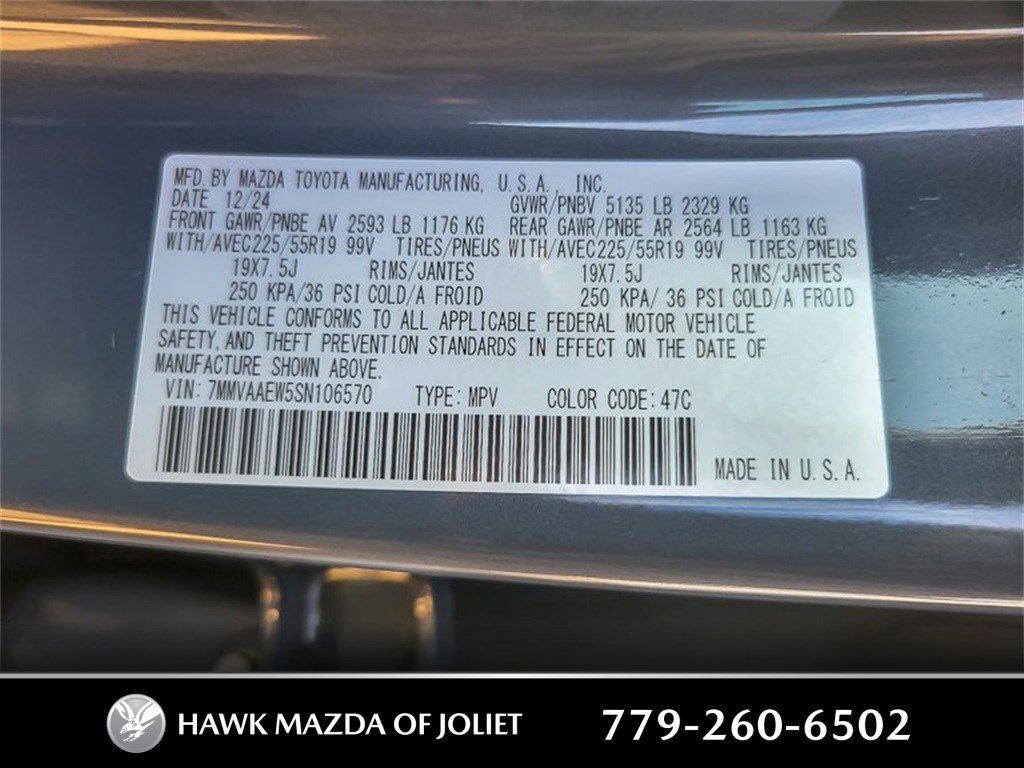 MFD. BY MAZDA TOYOTA MANUFACTURING, U.S.A., INC.
DATE 12/24 GVWR/PNBV 5135 LB 2329 KG
FRONT GAWR/PNBE AV 2593 LB 1176 KG REAR GAWR/PNBE AR 2564 LB 1163 KG
WITH/AVEC225/55R19 99V TIRES/PNEUS WITH/AVEC225/55R19 99V TIRES/PNEUS
19X7.5J RIMS/JANTES 19X7.5J RIMS/JANTES
250 KPA/36 PSI COLD/A FROID 250 KPA/ 36 PSI COLD/A FROID
THIS VEHICLE CONFORMS TO ALL APPLICABLE FEDERAL MOTOR VEHICLE
SAFETY, AND THEFT PREVENTION STANDARDS IN EFFECT ON THE DATE OF
MANUFACTURE SHOWN ABOVE.
VIN: 7MMVAAEW5SN106570 TYPE: MPV COLOR CODE: 47C
MADE IN U.S.A.
HAWK MAZDA OF JOLIET 779-260-6502